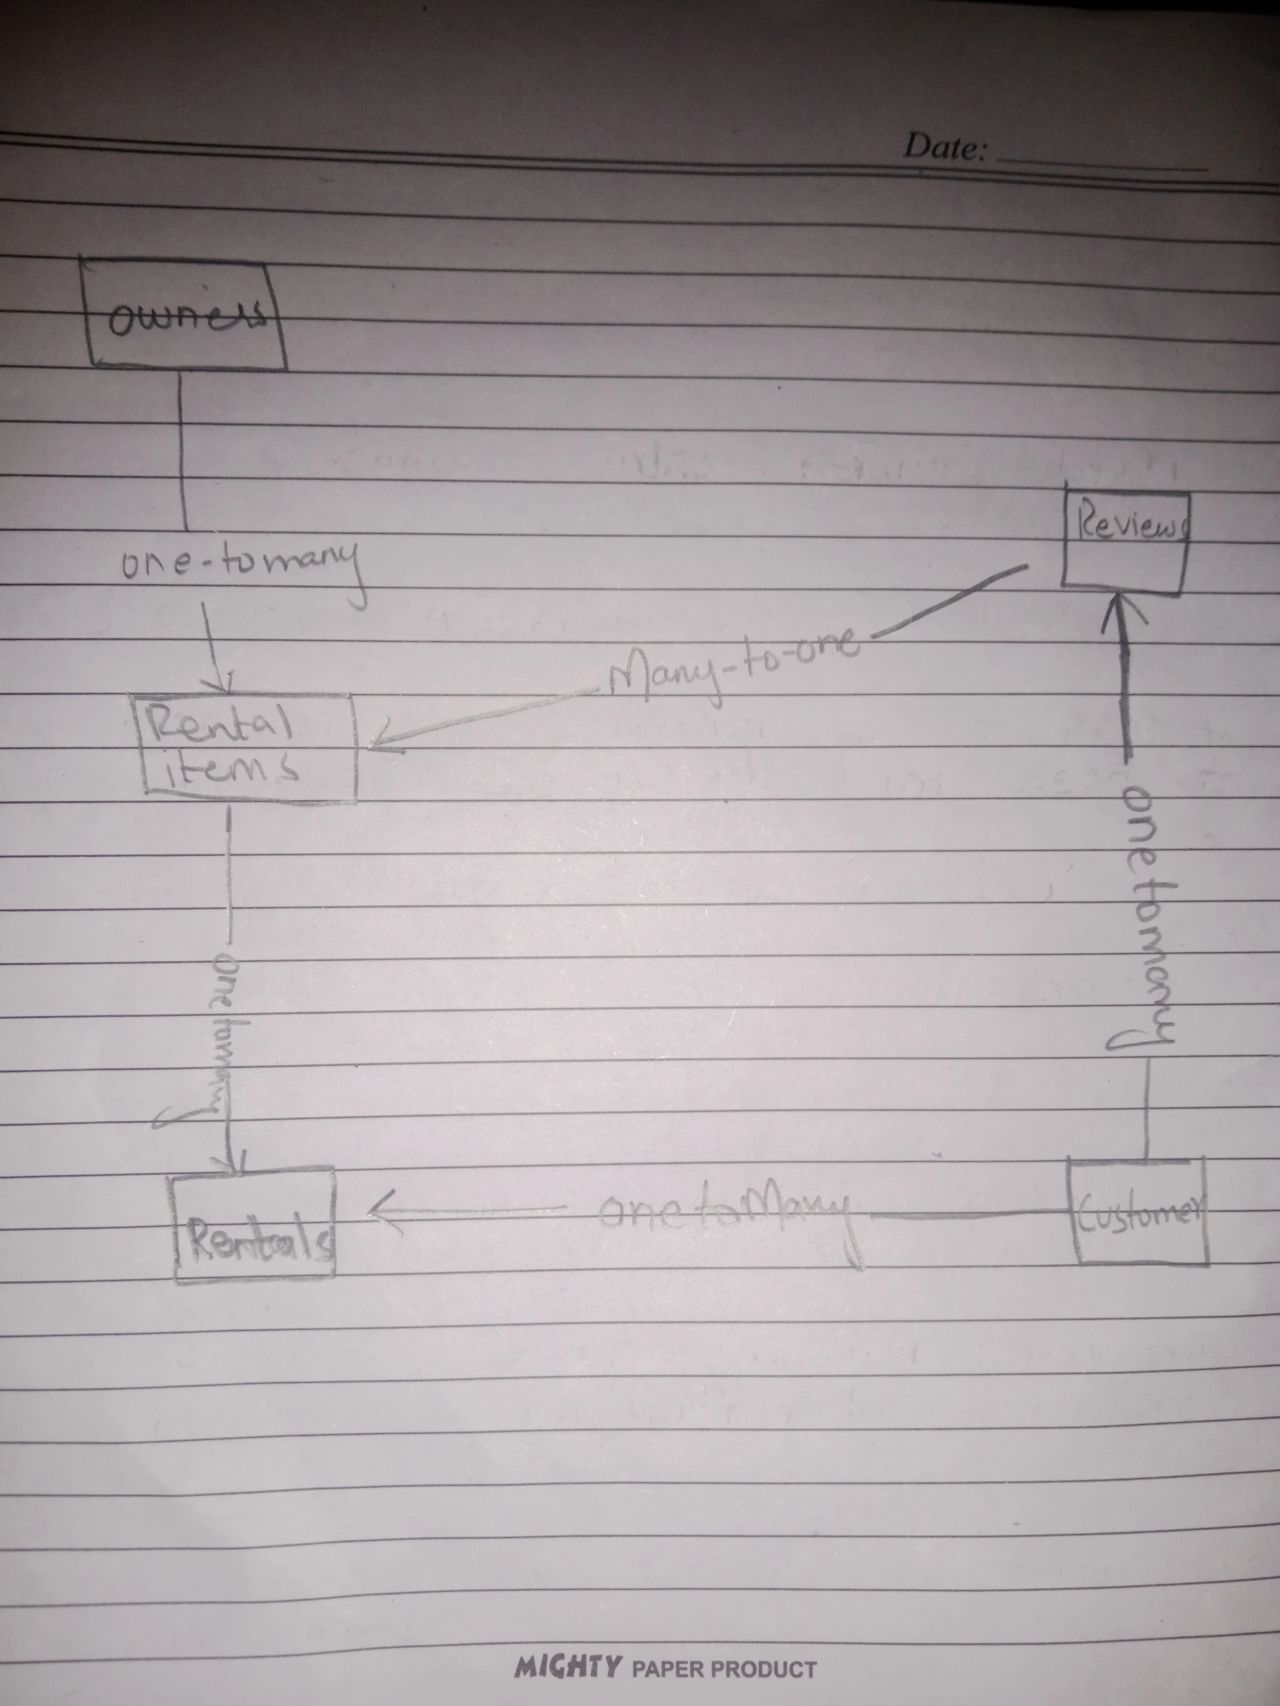 Date:
owners
one-tomany
Reviews
Many-to-one
Rental
items
onetomany
onetomany
Rentals
onetoMany
Customer
MIGHTY PAPER PRODUCT